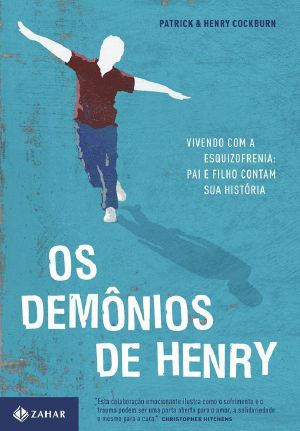 PATRICK & HENRY COCKBURN
VIVENDO COM A
ESQUIZOFRENIA:
PAI E FILHO CONTAM
SUA HISTÓRIA
OS
DEMÔNIOS
DE HENRY
"Esta colaboração emocionante ilustra como o sofrimento e o
trauma podem ser uma porta aberta para o amor, a solidariedade
e mesmo para a cura." CHRISTOPHER HITCHENS
ZAHAR